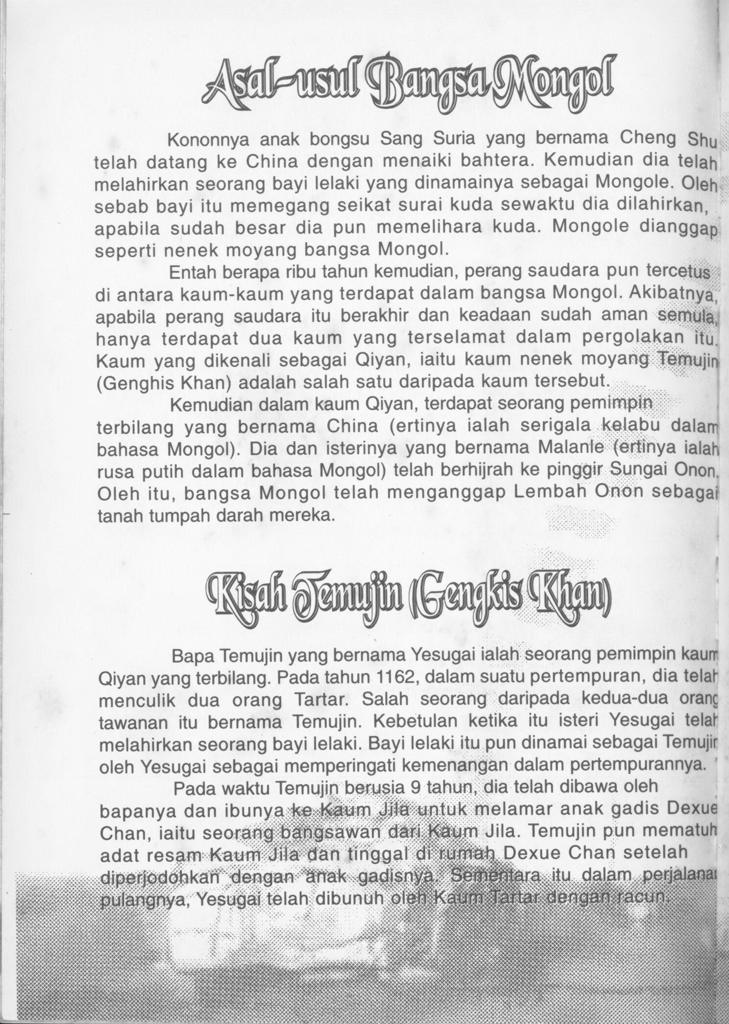 Asal-usul Bangsa Mongol
Kononnya anak bongsu Sang Suria yang bernama Cheng Shu
telah datang ke China dengan menaiki bahtera. Kemudian dia telah
melahirkan seorang bayi lelaki yang dinamainya sebagai Mongole. Oleh
sebab bayi itu memegang seikat surai kuda sewaktu dia dilahirkan,
apabila sudah besar dia pun memelihara kuda. Mongole dianggap
seperti nenek moyang bangsa Mongol.
Entah berapa ribu tahun kemudian, perang saudara pun tercetus
di antara kaum-kaum yang terdapat dalam bangsa Mongol. Akibatnya,
apabila perang saudara itu berakhir dan keadaan sudah aman semula,
hanya terdapat dua kaum yang terselamat dalam pergolakan itu.
Kaum yang dikenali sebagai Qiyan, iaitu kaum nenek moyang Temujin
(Genghis Khan) adalah salah satu daripada kaum tersebut.
Kemudian dalam kaum Qiyan, terdapat seorang pemimpin
terbilang yang bernama China (ertinya ialah serigala kelabu dalam
bahasa Mongol). Dia dan isterinya yang bernama Malanle (ertinya ialah
rusa putih dalam bahasa Mongol) telah berhijrah ke pinggir Sungai Onon.
Oleh itu, bangsa Mongol telah menganggap Lembah Onon sebagai
tanah tumpah darah mereka.
Kisah Temujin (Gengkis Khan)
Bapa Temujin yang bernama Yesugai ialah seorang pemimpin kaum
Qiyan yang terbilang. Pada tahun 1162, dalam suatu pertempuran, dia telah
menculik dua orang Tartar. Salah seorang daripada kedua-dua orang
tawanan itu bernama Temujin. Kebetulan ketika itu isteri Yesugai telah
melahirkan seorang bayi lelaki. Bayi lelaki itu pun dinamai sebagai Temujin
oleh Yesugai sebagai memperingati kemenangan dalam pertempurannya.
Pada waktu Temujin berusia 9 tahun, dia telah dibawa oleh
bapanya dan ibunya ke Kaum Jila untuk melamar anak gadis Dexue
Chan, iaitu seorang bangsawan dari Kaum Jila. Temujin pun mematuh
adat resam Kaum Jila dan tinggal di rumah Dexue Chan setelah
diperjodohkan dengan anak gadisnya. Sementara itu dalam perjalanan
pulangnya, Yesugai telah dibunuh oleh Kaum Tartar dengan racun.